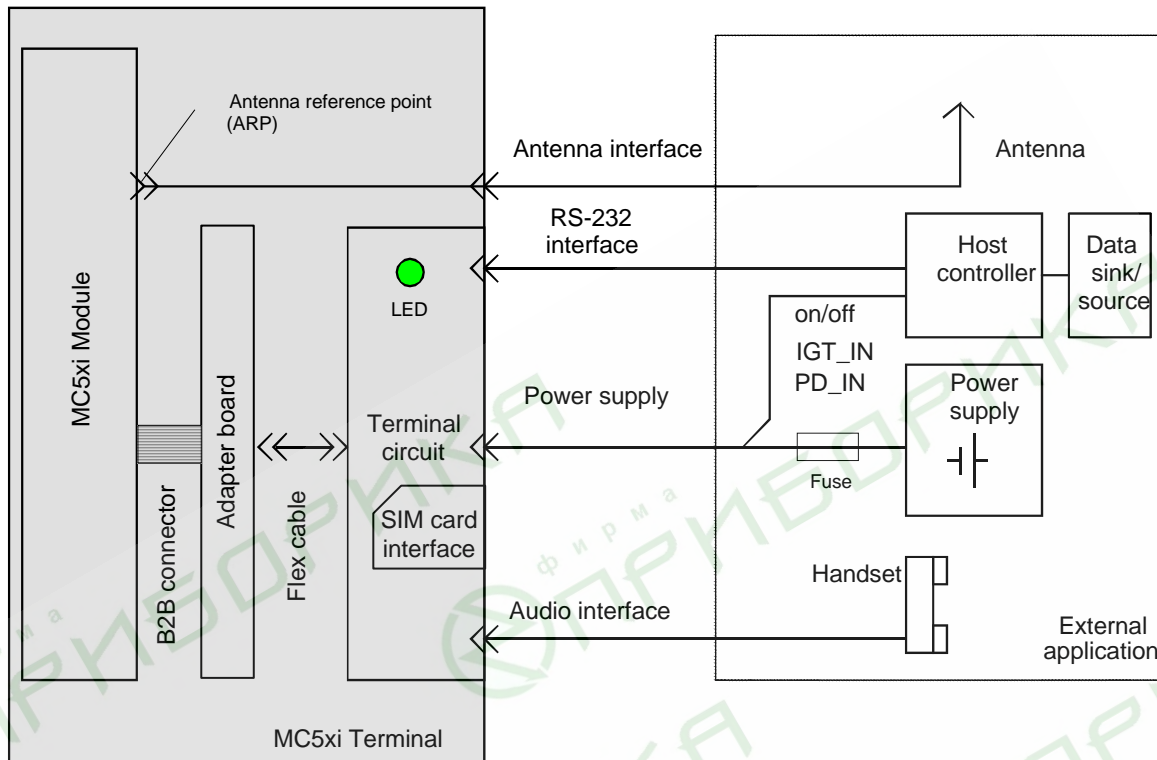 Antenna reference point
(ARP)
Antenna interface
Antenna
RS-232
interface
Host
controller
Data
sink/
source
LED
on/off
IGT_IN
PD_IN
MC5xi Module
Power supply
Power
supply
Adapter board
Terminal
circuit
Fuse
B2B connector
Flex cable
SIM card
interface
Handset
Audio interface
External
application
MC5xi Terminal
фирма
ПРИБОРИКА